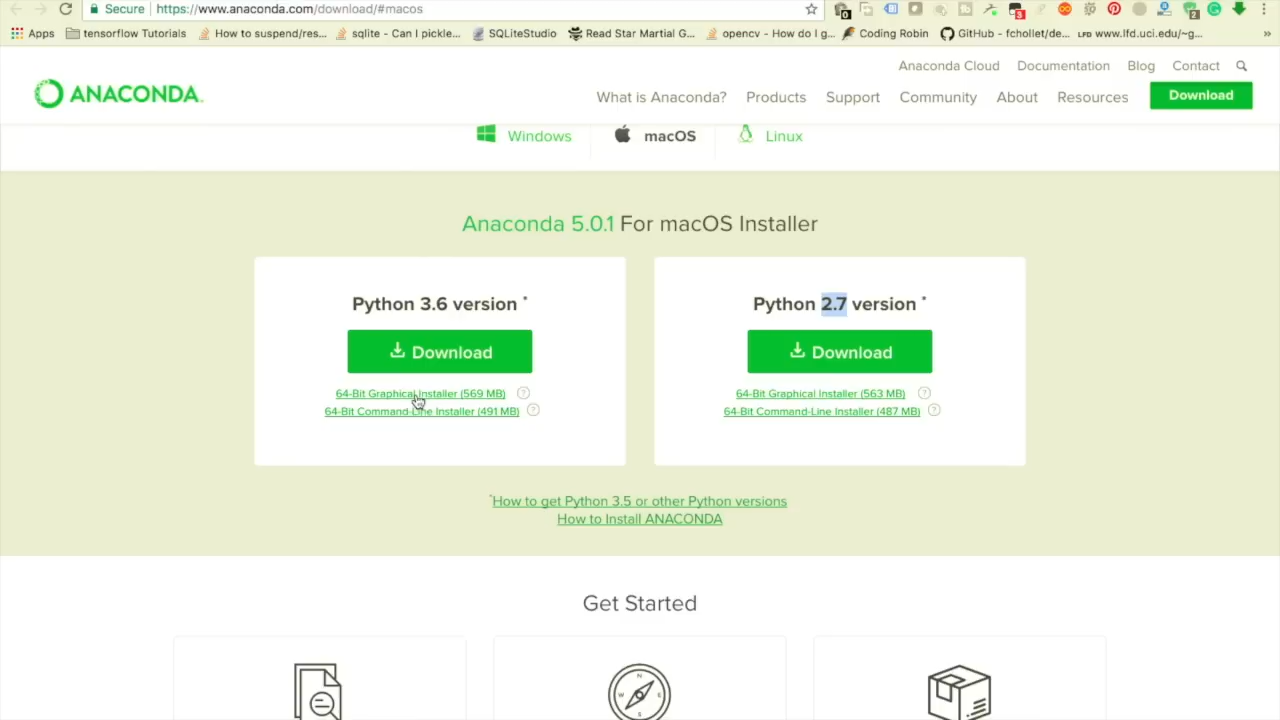 Secure https://www.anaconda.com/download/#macos
Apps tensorflow Tutorials How to suspend/res... sqlite - Can I pickle... SQLiteStudio Read Star Martial G... opencv - How do I g... Coding Robin GitHub - fchollet/de... LFD www.lfd.uci.edu/~g... »
Anaconda Cloud Documentation Blog Contact
ANACONDA
What is Anaconda? Products Support Community About Resources Download
Windows macOS Linux
Anaconda 5.0.1 For macOS Installer
Python 3.6 version *
Download
64-Bit Graphical Installer (569 MB) ?
64-Bit Command-Line Installer (491 MB) ?
Python 2.7 version *
Download
64-Bit Graphical Installer (563 MB) ?
64-Bit Command-Line Installer (487 MB) ?
*How to get Python 3.5 or other Python versions
How to Install ANACONDA
Get Started
N
W E
S